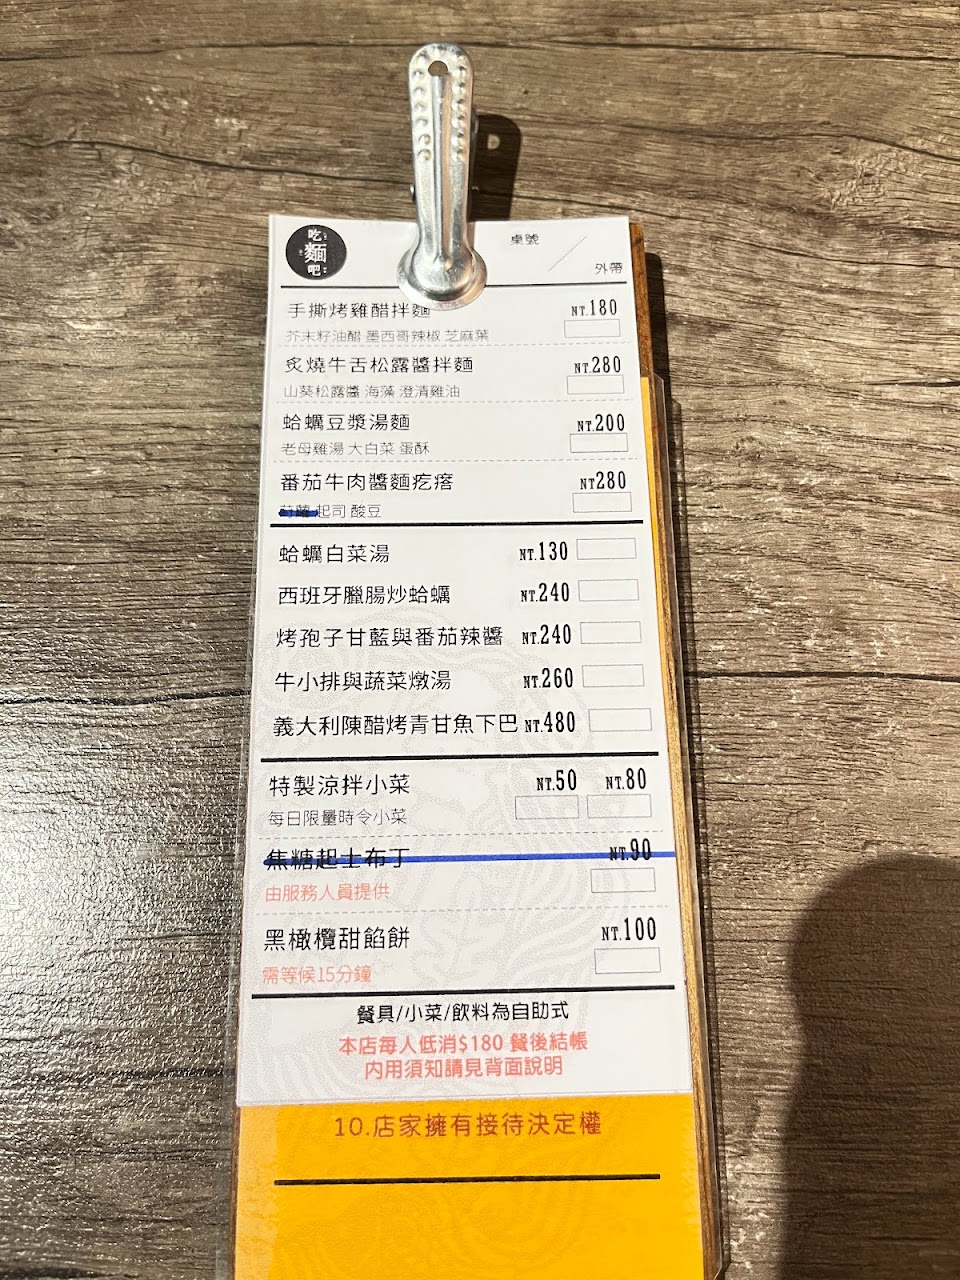 吃
麵
吧
桌號
外帶
手撕烤雞醋拌麵 NT.180
芥末籽油醋 墨西哥辣椒 芝麻葉
炙燒牛舌松露醬拌麵 NT.280
山葵松露醬 海藻 澄清雞油
蛤蠣豆漿湯麵 NT.200
老母雞湯 大白菜 蛋酥
番茄牛肉醬麵疙瘩 NT280
蒔蘿 起司 酸豆
蛤蠣白菜湯 NT.130
西班牙臘腸炒蛤蠣 NT.240
烤孢子甘藍與番茄辣醬 NT.240
牛小排與蔬菜燉湯 NT.260
義大利陳醋烤青甘魚下巴 NT.480
特製涼拌小菜 NT.50 NT.80
每日限量時令小菜
焦糖起士布丁 NT.90
由服務人員提供
黑橄欖甜餡餅 NT.100
需等候15分鐘
餐具/小菜/飲料為自助式
本店每人低消$180 餐後結帳
內用須知請見背面說明
10.店家擁有接待決定權